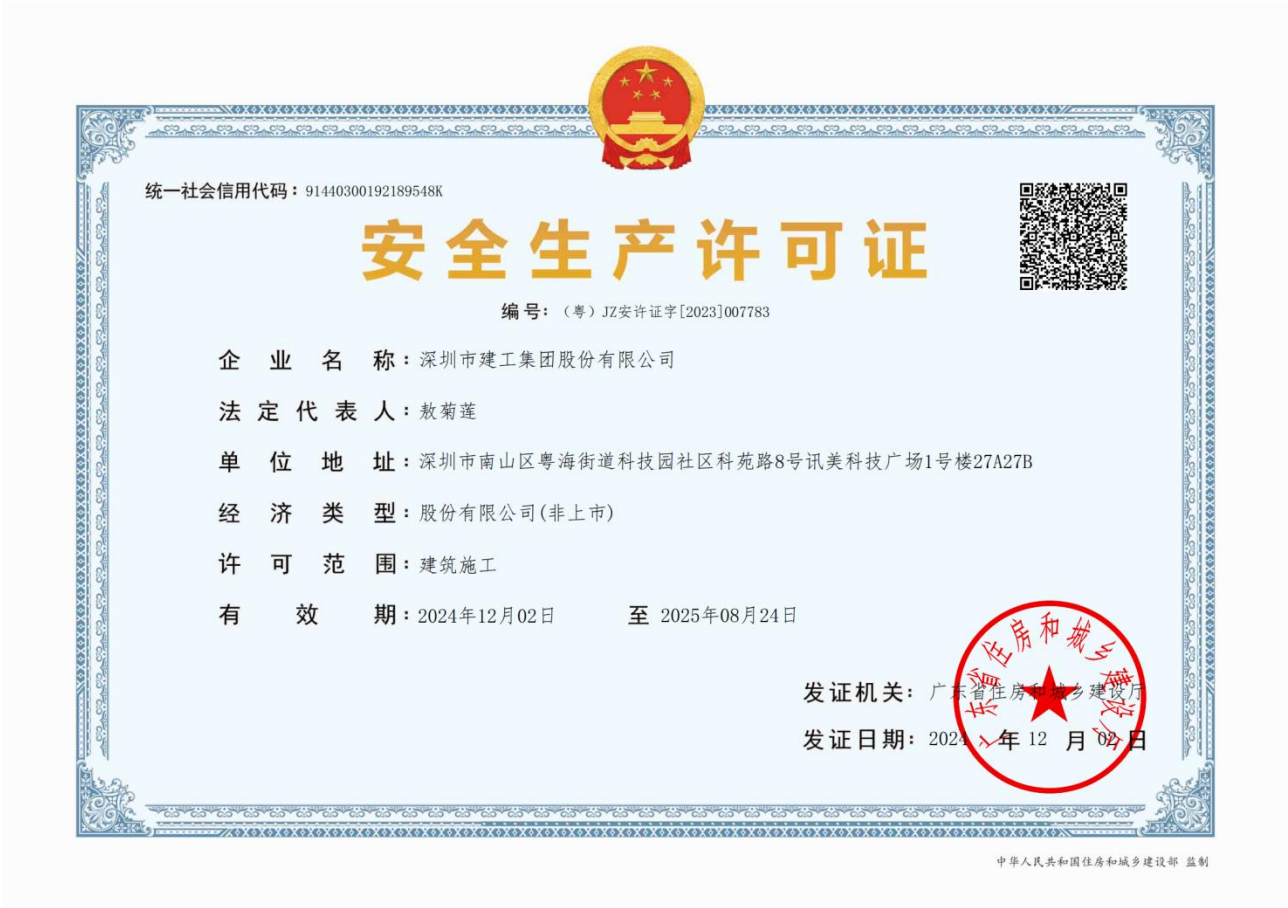 统一社会信用代码：91440300192189548K
安全生产许可证
编号：（粤）JZ安许证字[2023]007783
企业名称：深圳市建工集团股份有限公司
法定代表人：敖菊莲
单位地址：深圳市南山区粤海街道科技园社区科苑路8号讯美科技广场1号楼27A27B
经济类型：股份有限公司(非上市)
许可范围：建筑施工
有效期：2024年12月02日 至 2025年08月24日
广东省住房和城乡建设厅
发证机关：广东省住房和城乡建设厅
发证日期：2024 年 12 月 02 日
中华人民共和国住房和城乡建设部 监制